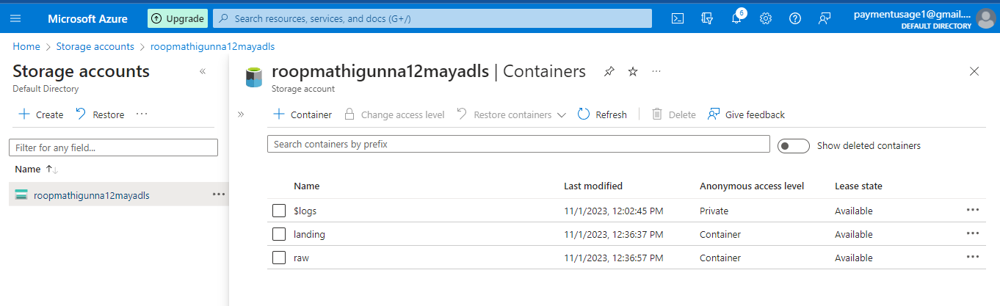 Microsoft Azure
Upgrade
Search resources, services, and docs (G+/)
6
paymentusage1@gmail....
DEFAULT DIRECTORY
Home > Storage accounts > roopmathigunna12mayadls
Storage accounts
Default Directory
+ Create
Restore
...
Filter for any field...
Name ↑↓
roopmathigunna12mayadls ...
roopmathigunna12mayadls | Containers
...
Storage account
+ Container
Change access level
Restore containers
Refresh
Delete
Give feedback
Search containers by prefix
Show deleted containers
Name Last modified Anonymous access level Lease state
$logs 11/1/2023, 12:02:45 PM Private Available ...
landing 11/1/2023, 12:36:37 PM Container Available ...
raw 11/1/2023, 12:36:57 PM Container Available ...